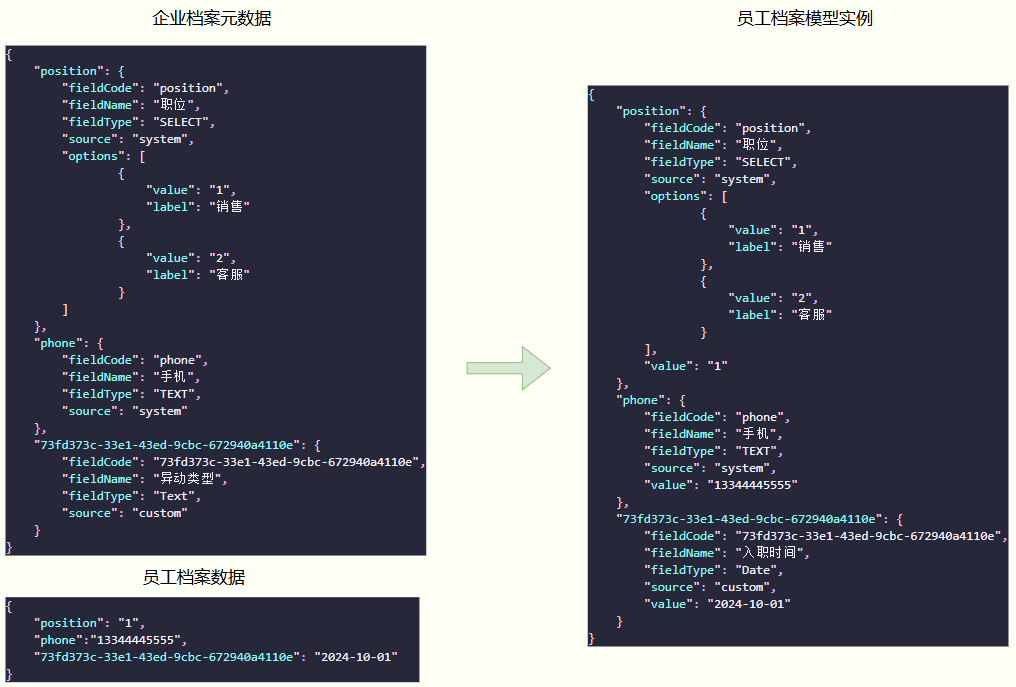 企业档案元数据
{
    "position": {
        "fieldCode": "position",
        "fieldName": "职位",
        "fieldType": "SELECT",
        "source": "system",
        "options": [
                {
                    "value": "1",
                    "label": "销售"
                },
                {
                    "value": "2",
                    "label": "客服"
                }
        ]
    },
    "phone": {
        "fieldCode": "phone",
        "fieldName": "手机",
        "fieldType": "TEXT",
        "source": "system"
    },
    "73fd373c-33e1-43ed-9cbc-672940a4110e": {
        "fieldCode": "73fd373c-33e1-43ed-9cbc-672940a4110e",
        "fieldName": "异动类型",
        "fieldType": "Text",
        "source": "custom"
    }
}
员工档案数据
{
    "position": "1",
    "phone":"13344445555",
    "73fd373c-33e1-43ed-9cbc-672940a4110e": "2024-10-01"
}
员工档案模型实例
{
    "position": {
        "fieldCode": "position",
        "fieldName": "职位",
        "fieldType": "SELECT",
        "source": "system",
        "options": [
                {
                    "value": "1",
                    "label": "销售"
                },
                {
                    "value": "2",
                    "label": "客服"
                }
        ],
        "value": "1"
    },
    "phone": {
        "fieldCode": "phone",
        "fieldName": "手机",
        "fieldType": "TEXT",
        "source": "system",
        "value": "13344445555"
    },
    "73fd373c-33e1-43ed-9cbc-672940a4110e": {
        "fieldCode": "73fd373c-33e1-43ed-9cbc-672940a4110e",
        "fieldName": "入职时间",
        "fieldType": "Date",
        "source": "custom",
        "value": "2024-10-01"
    }
}